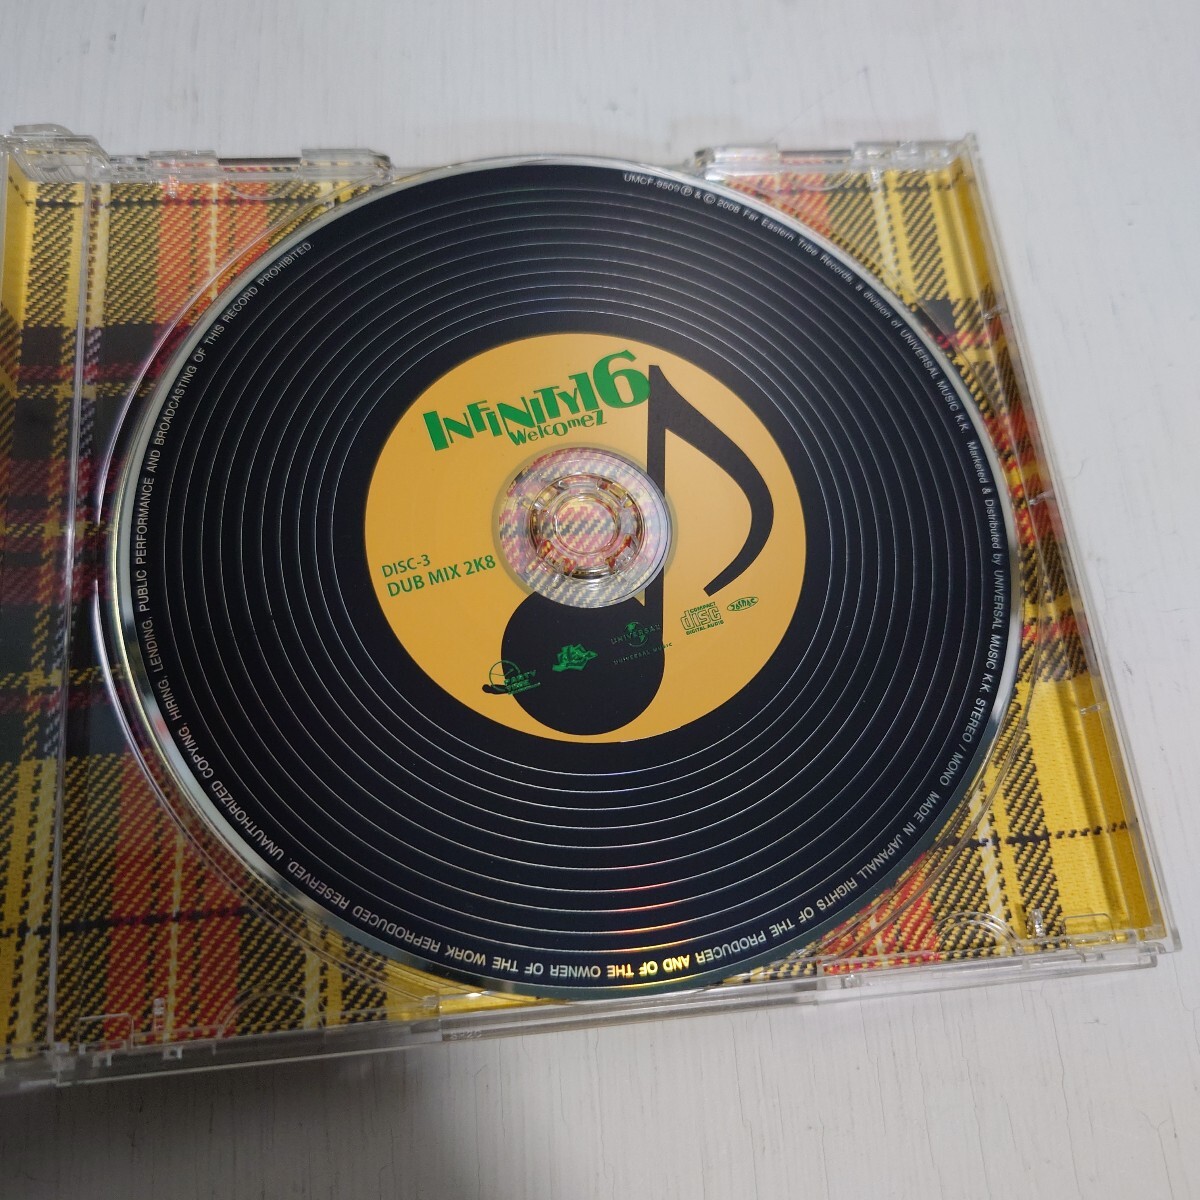 INFINITY16
WelcomeZ
DISC-3
DUB MIX 2K8
PARTY
UNIVERSAL
UNIVERSAL MUSIC
COMPACT
disc
DIGITAL AUDIO
JASRAC
UMCF-9509 Ⓟ & © 2008 Far Eastern Tribe Records, a division of UNIVERSAL MUSIC K.K. Marketed & Distributed by UNIVERSAL MUSIC K.K. STEREO / MONO MADE IN JAPAN
ALL RIGHTS OF THE PRODUCER AND OF THE OWNER OF THE WORK REPRODUCED RESERVED. UNAUTHORIZED COPYING, HIRING, LENDING, PUBLIC PERFORMANCE AND BROADCASTING OF THIS RECORD PROHIBITED.